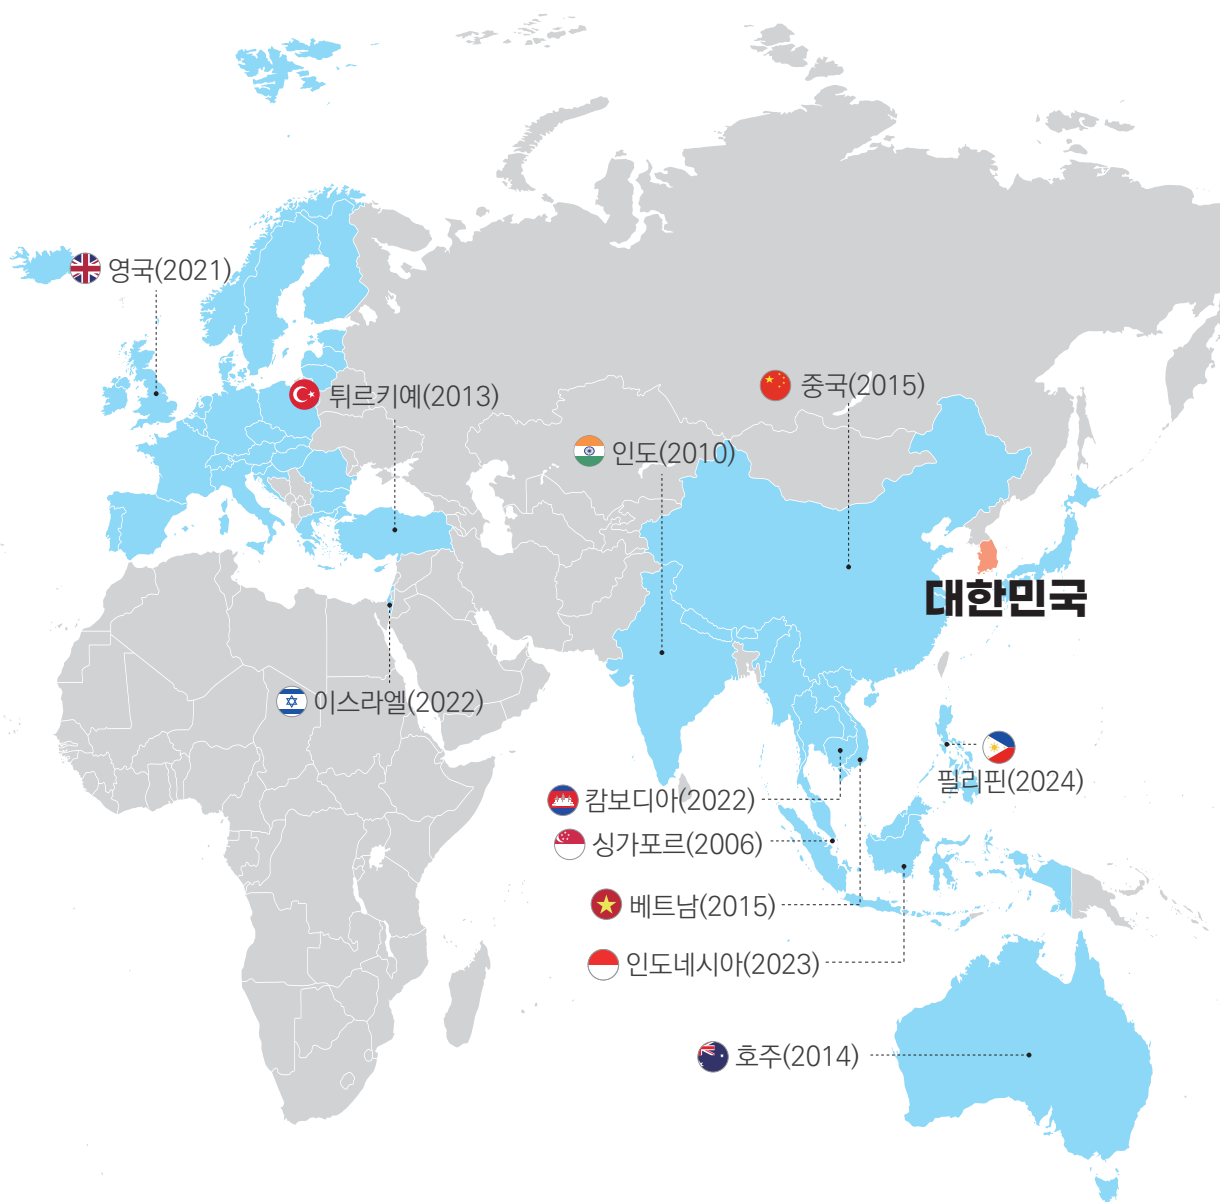 영국(2021)
튀르키예(2013)
중국(2015)
인도(2010)
대한민국
이스라엘(2022)
필리핀(2024)
캄보디아(2022)
싱가포르(2006)
베트남(2015)
인도네시아(2023)
호주(2014)